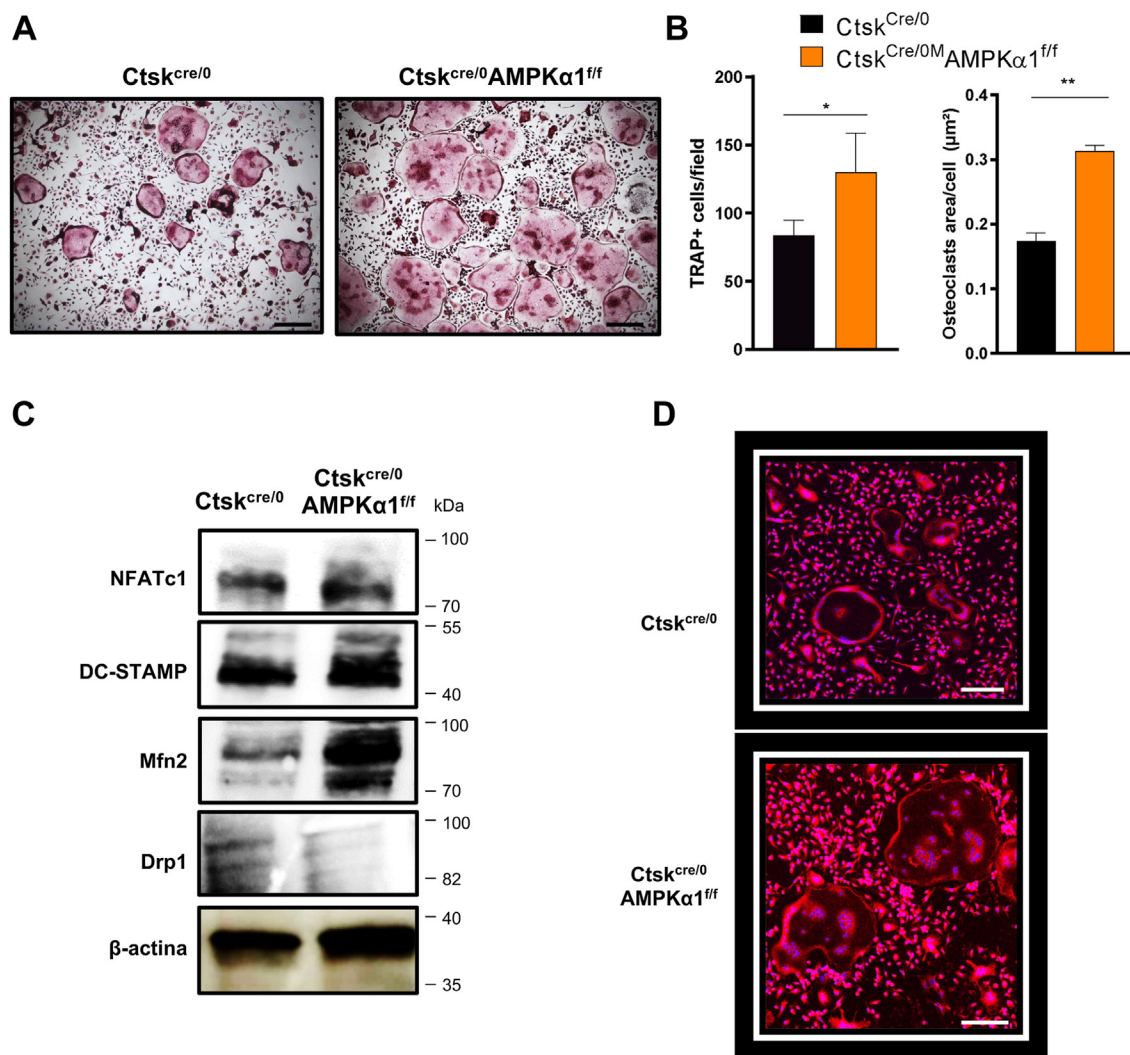 A
Ctsk^cre/0
Ctsk^cre/0AMPKα1^f/f
B
Ctsk^Cre/0
Ctsk^Cre/0MAMPKα1^f/f
TRAP+ cells/field
200
150
100
50
0
*
Osteoclasts area/cell (µm²)
0.4
0.3
0.2
0.1
0.0
**
C
Ctsk^cre/0
Ctsk^cre/0
AMPKα1^f/f
kDa
NFATc1
100
70
DC-STAMP
55
40
Mfn2
100
70
Drp1
100
82
β-actina
40
35
D
Ctsk^cre/0
Ctsk^cre/0
AMPKα1^f/f